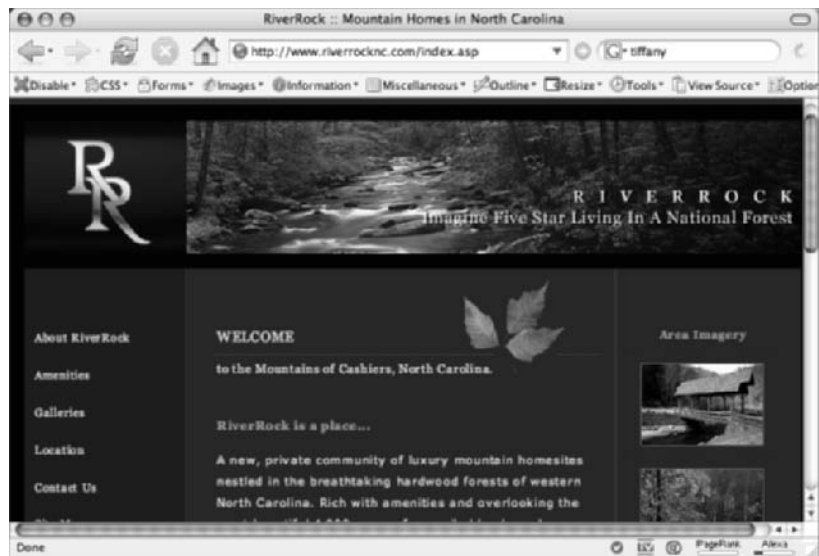 RiverRock :: Mountain Homes in North Carolina
http://www.riverrocknc.com/index.asp
G tiffany
Disable CSS Forms Images Information Miscellaneous Outline Resize Tools View Source Option
RR
RIVERROCK
Imagine Five Star Living In A National Forest
About RiverRock
Amenities
Galleries
Location
Contact Us
WELCOME
to the Mountains of Cashiers, North Carolina.
RiverRock is a place...
A new, private community of luxury mountain homesites
nestled in the breathtaking hardwood forests of western
North Carolina. Rich with amenities and overlooking the
Area Imagery
Done
PageRank
Alexa